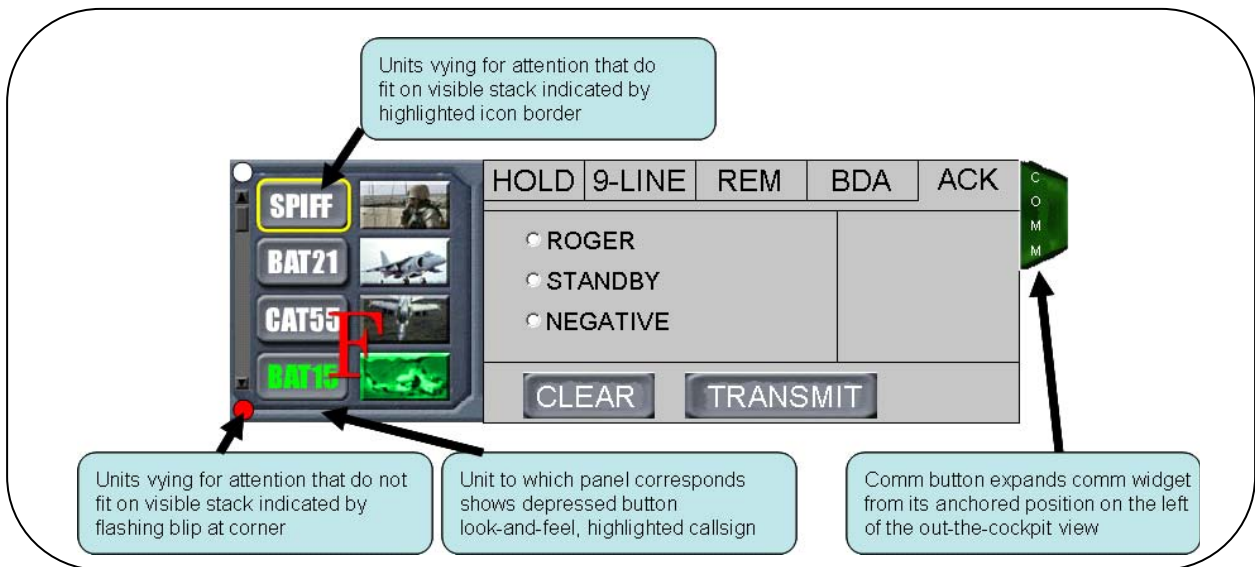 Units vying for attention that do
fit on visible stack indicated by
highlighted icon border
HOLD 9-LINE REM BDA ACK
COMM
SPIFF
BAT21
CAT55
F
BAT15
ROGER
STANDBY
NEGATIVE
CLEAR TRANSMIT
Units vying for attention that do not
fit on visible stack indicated by
flashing blip at corner
Unit to which panel corresponds
shows depressed button
look-and-feel, highlighted callsign
Comm button expands comm widget
from its anchored position on the left
of the out-the-cockpit view